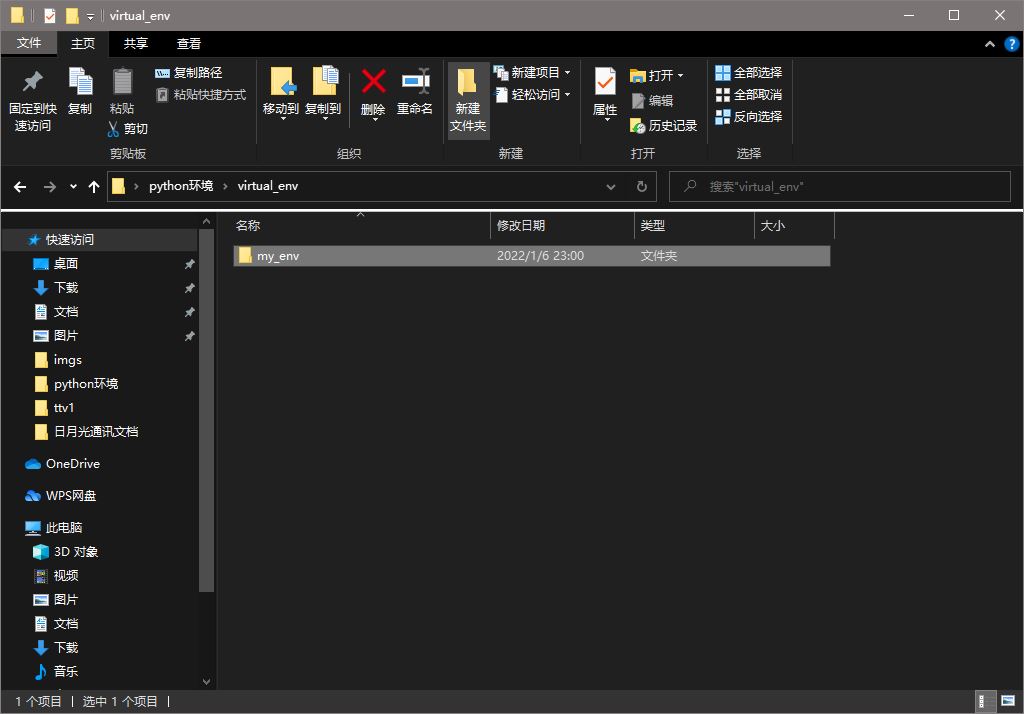 virtual_env
文件 主页 共享 查看
固定到快速访问
复制
粘贴
复制路径
粘贴快捷方式
剪切
剪贴板
移动到
复制到
删除
重命名
组织
新建
文件夹
新建项目
轻松访问
新建
属性
打开
编辑
历史记录
打开
全部选择
全部取消
反向选择
选择
python环境 › virtual_env
搜索"virtual_env"
快速访问
桌面
下载
文档
图片
imgs
python环境
ttv1
日月光通讯文档
OneDrive
WPS网盘
此电脑
3D 对象
视频
图片
文档
下载
音乐
名称 修改日期 类型 大小
my_env 2022/1/6 23:00 文件夹
1 个项目 选中 1 个项目